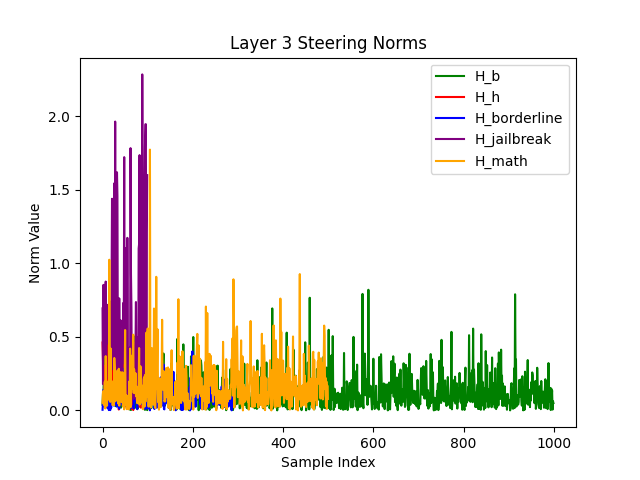 Layer 3 Steering Norms
H_b
H_h
H_borderline
H_jailbreak
H_math
Norm Value
2.0
1.5
1.0
0.5
0.0
0
200
400
600
800
1000
Sample Index